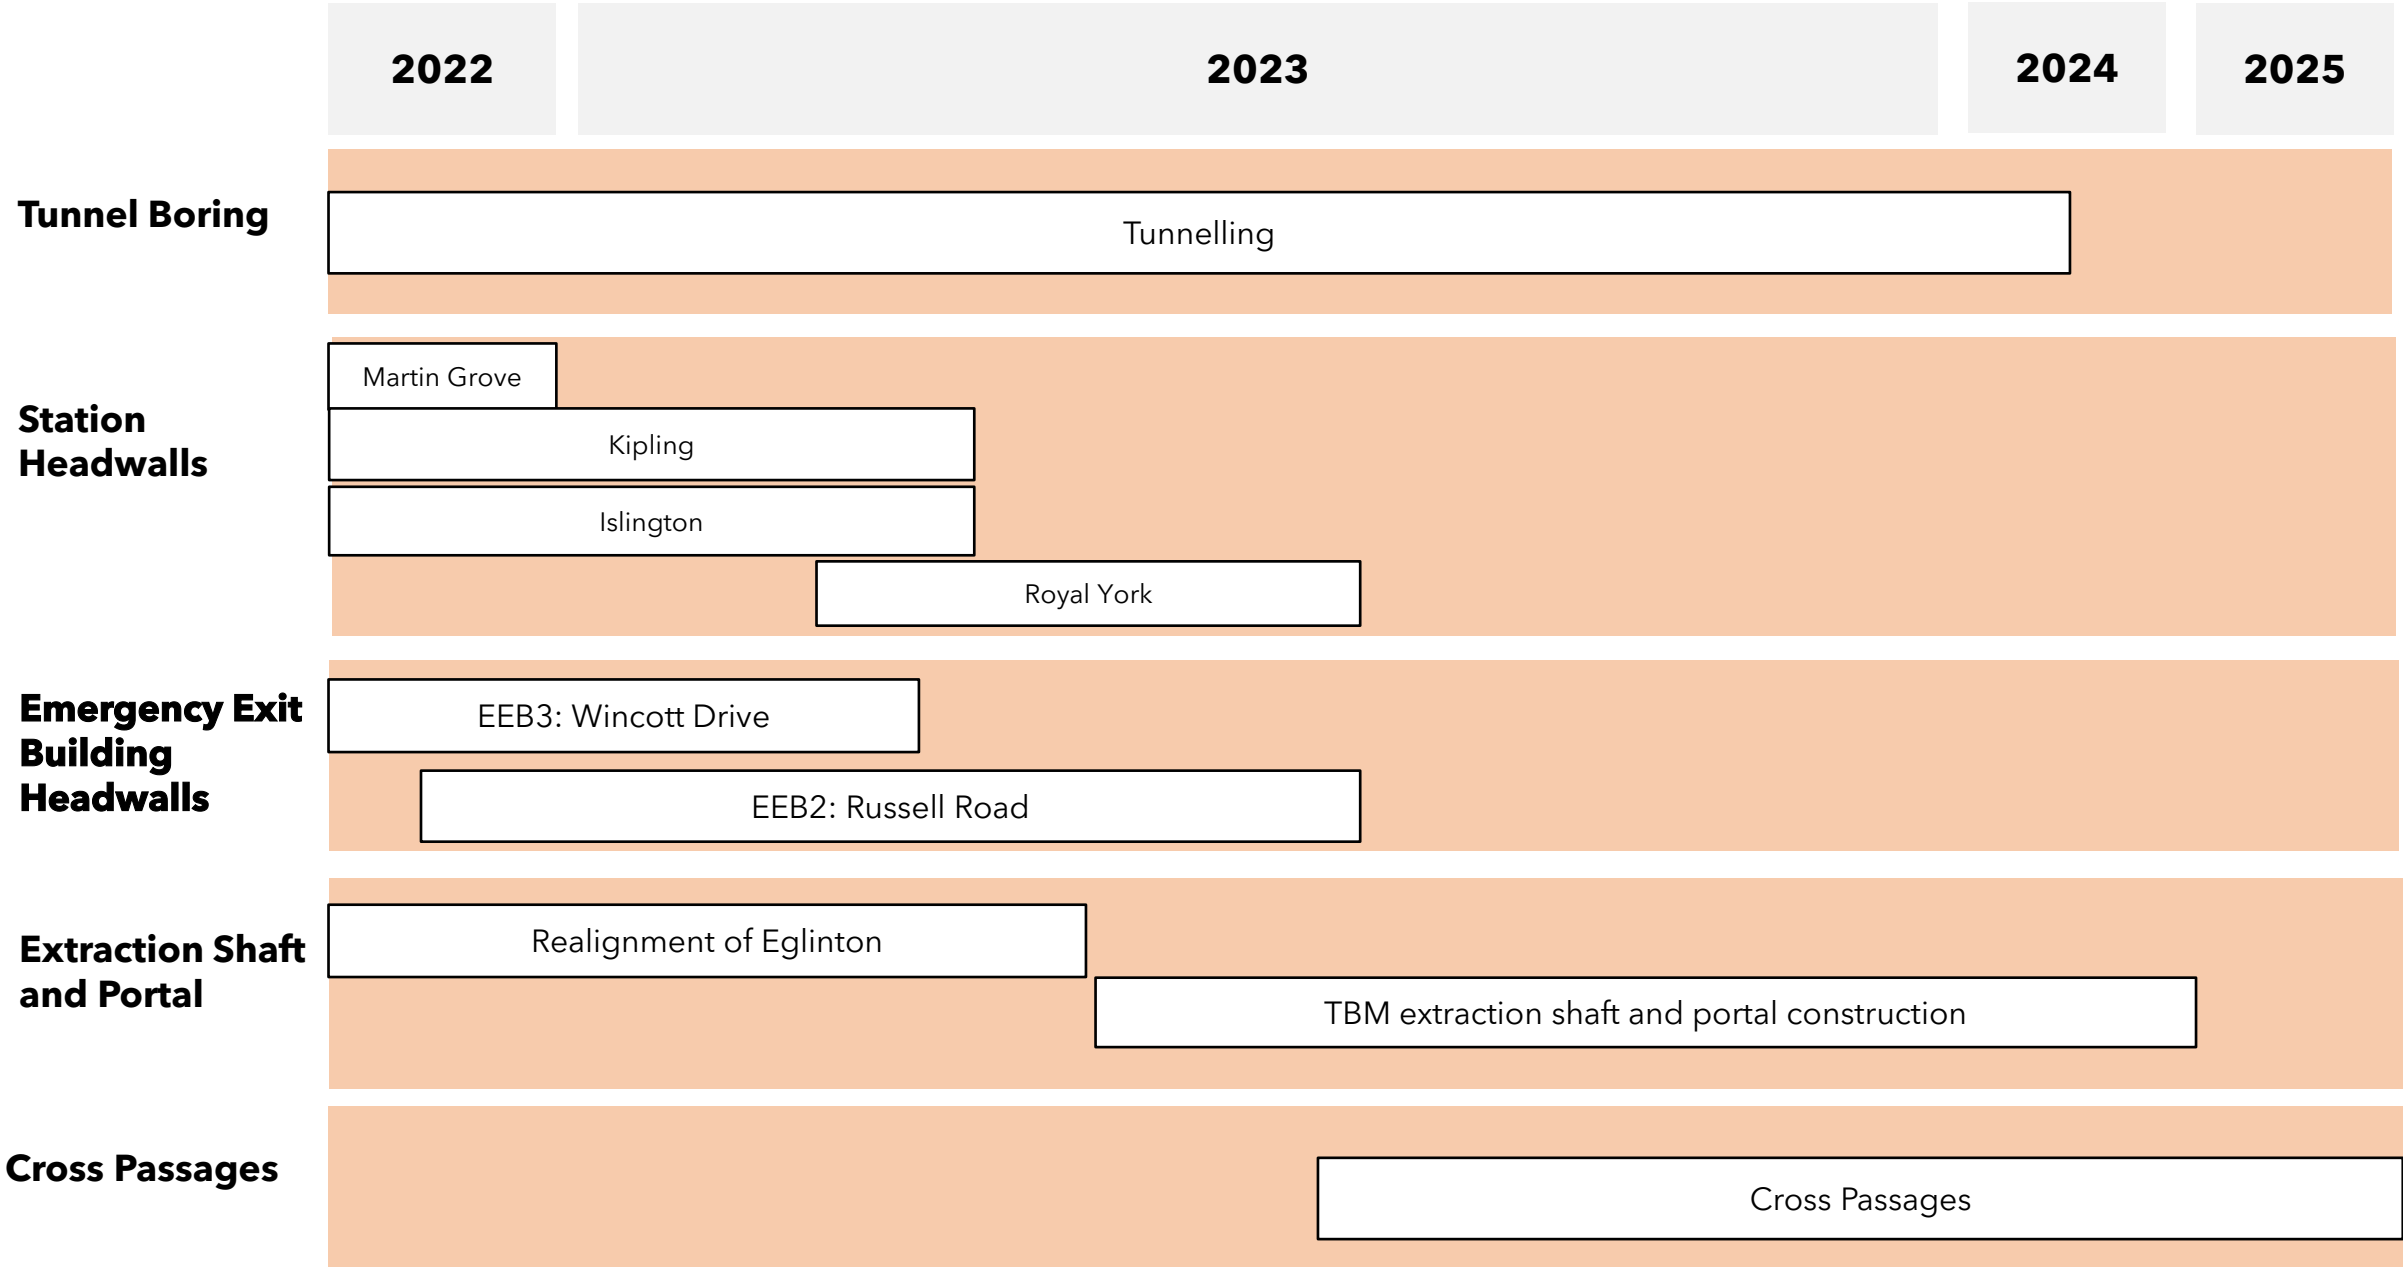 2022
2023
2024
2025
Tunnel Boring
Tunnelling
Station
Headwalls
Martin Grove
Kipling
Islington
Royal York
Emergency Exit
Building
Headwalls
EEB3: Wincott Drive
EEB2: Russell Road
Extraction Shaft
and Portal
Realignment of Eglinton
TBM extraction shaft and portal construction
Cross Passages
Cross Passages